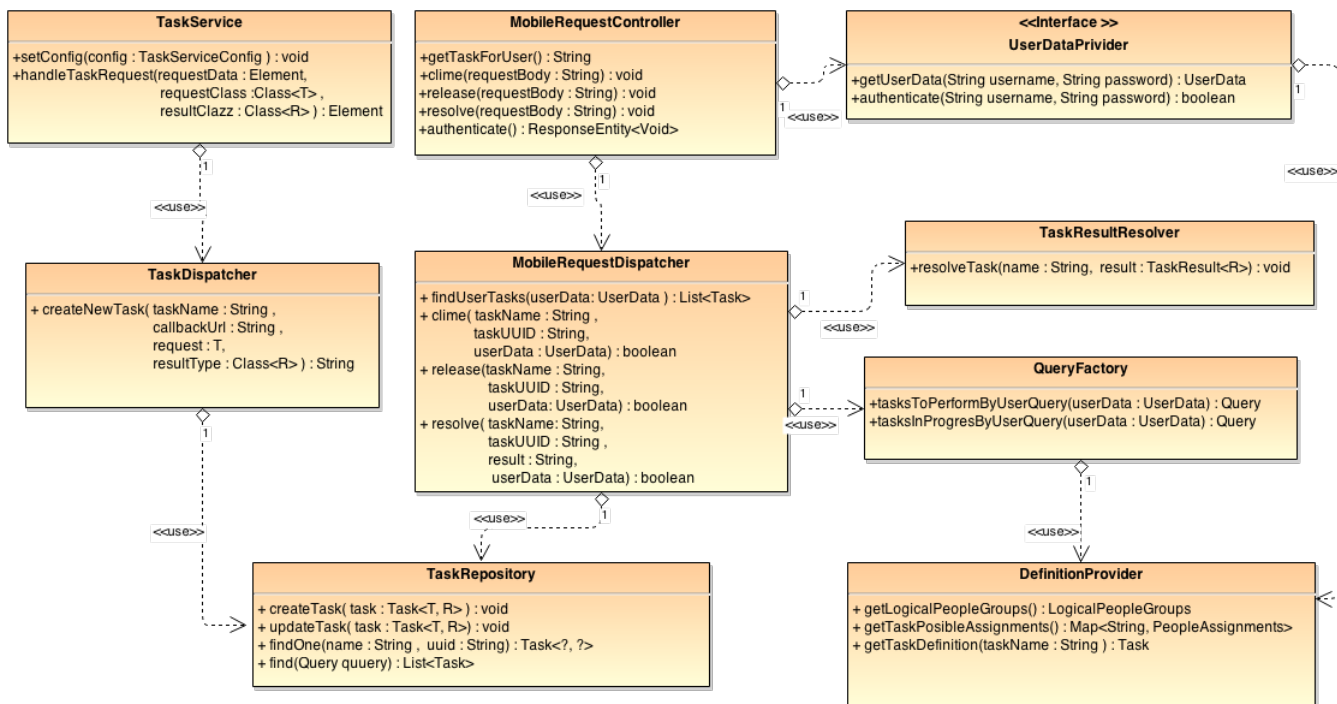 TaskService
+setConfig(config : TaskServiceConfig ) : void
+handleTaskRequest(requestData : Element,
requestClass :Class<T> ,
resultClazz : Class<R> ) : Element
1
<<use>>
MobileRequestController
+getTaskForUser() : String
+clime(requestBody : String) : void
+release(requestBody : String) : void
+resolve(requestBody : String) : void
+authenticate() : ResponseEntity<Void>
1
<<use>>
1
<<use>>
<<Interface >>
UserDataPrivider
+getUserData(String username, String password) : UserData
+authenticate(String username, String password) : boolean
1
<<use>>
TaskDispatcher
+ createNewTask( taskName : String ,
callbackUrl : String ,
request : T,
resultType : Class<R> ) : String
1
<<use>>
MobileRequestDispatcher
+ findUserTasks(userData: UserData ) : List<Task>
+ clime( taskName : String ,
taskUUID : String,
userData : UserData) : boolean
+ release(taskName : String,
taskUUID : String,
userData: UserData) : boolean
+ resolve( taskName: String,
taskUUID : String ,
result : String,
userData : UserData) : boolean
1
<<use>>
1
<<use>>
1
<<use>>
TaskResultResolver
+resolveTask(name : String, result : TaskResult<R>) : void
QueryFactory
+tasksToPerformByUserQuery(userData : UserData) : Query
+tasksInProgresByUserQuery(userData : UserData) : Query
1
<<use>>
TaskRepository
+ createTask( task : Task<T, R> ) : void
+ updateTask( task : Task<T, R>) : void
+ findOne(name : String , uuid : String) : Task<?, ?>
+ find(Query quuery) : List<Task>
DefinitionProvider
+ getLogicalPeopleGroups() : LogicalPeopleGroups
+ getTaskPosibleAssignments() : Map<String, PeopleAssignments>
+ getTaskDefinition(taskName : String ) : Task